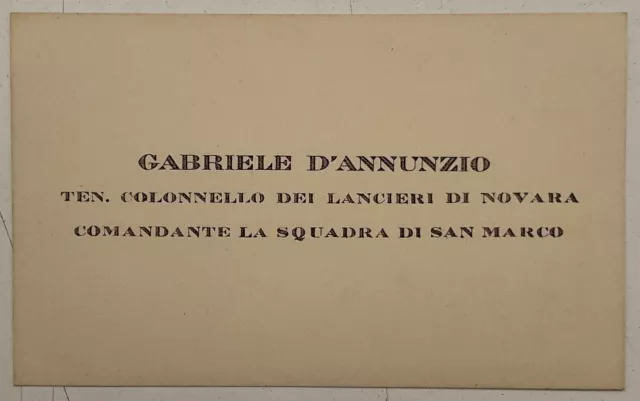 GABRIELE D'ANNUNZIO
TEN. COLONNELLO DEI LANCIERI DI NOVARA
COMANDANTE LA SQUADRA DI SAN MARCO